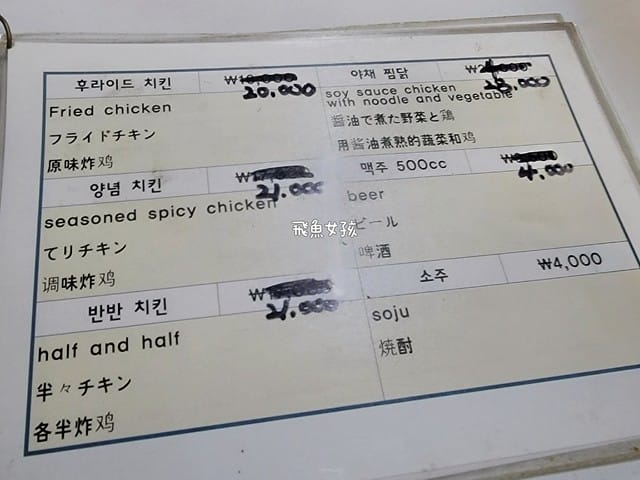 후라이드 치킨
20,000
Fried chicken
フライドチキン
原味炸鸡
양념 치킨
21,000
seasoned spicy chicken
てりチキン
调味炸鸡
반반 치킨
21,000
half and half
半々チキン
各半炸鸡
야채 찜닭
soy sauce chicken
with noodle and vegetable
醤油で煮た野菜と鶏
用酱油煮熟的蔬菜和鸡
맥주 500cc
4,000
beer
ビール
啤酒
소주
₩4,000
soju
焼酎
飛魚女孩